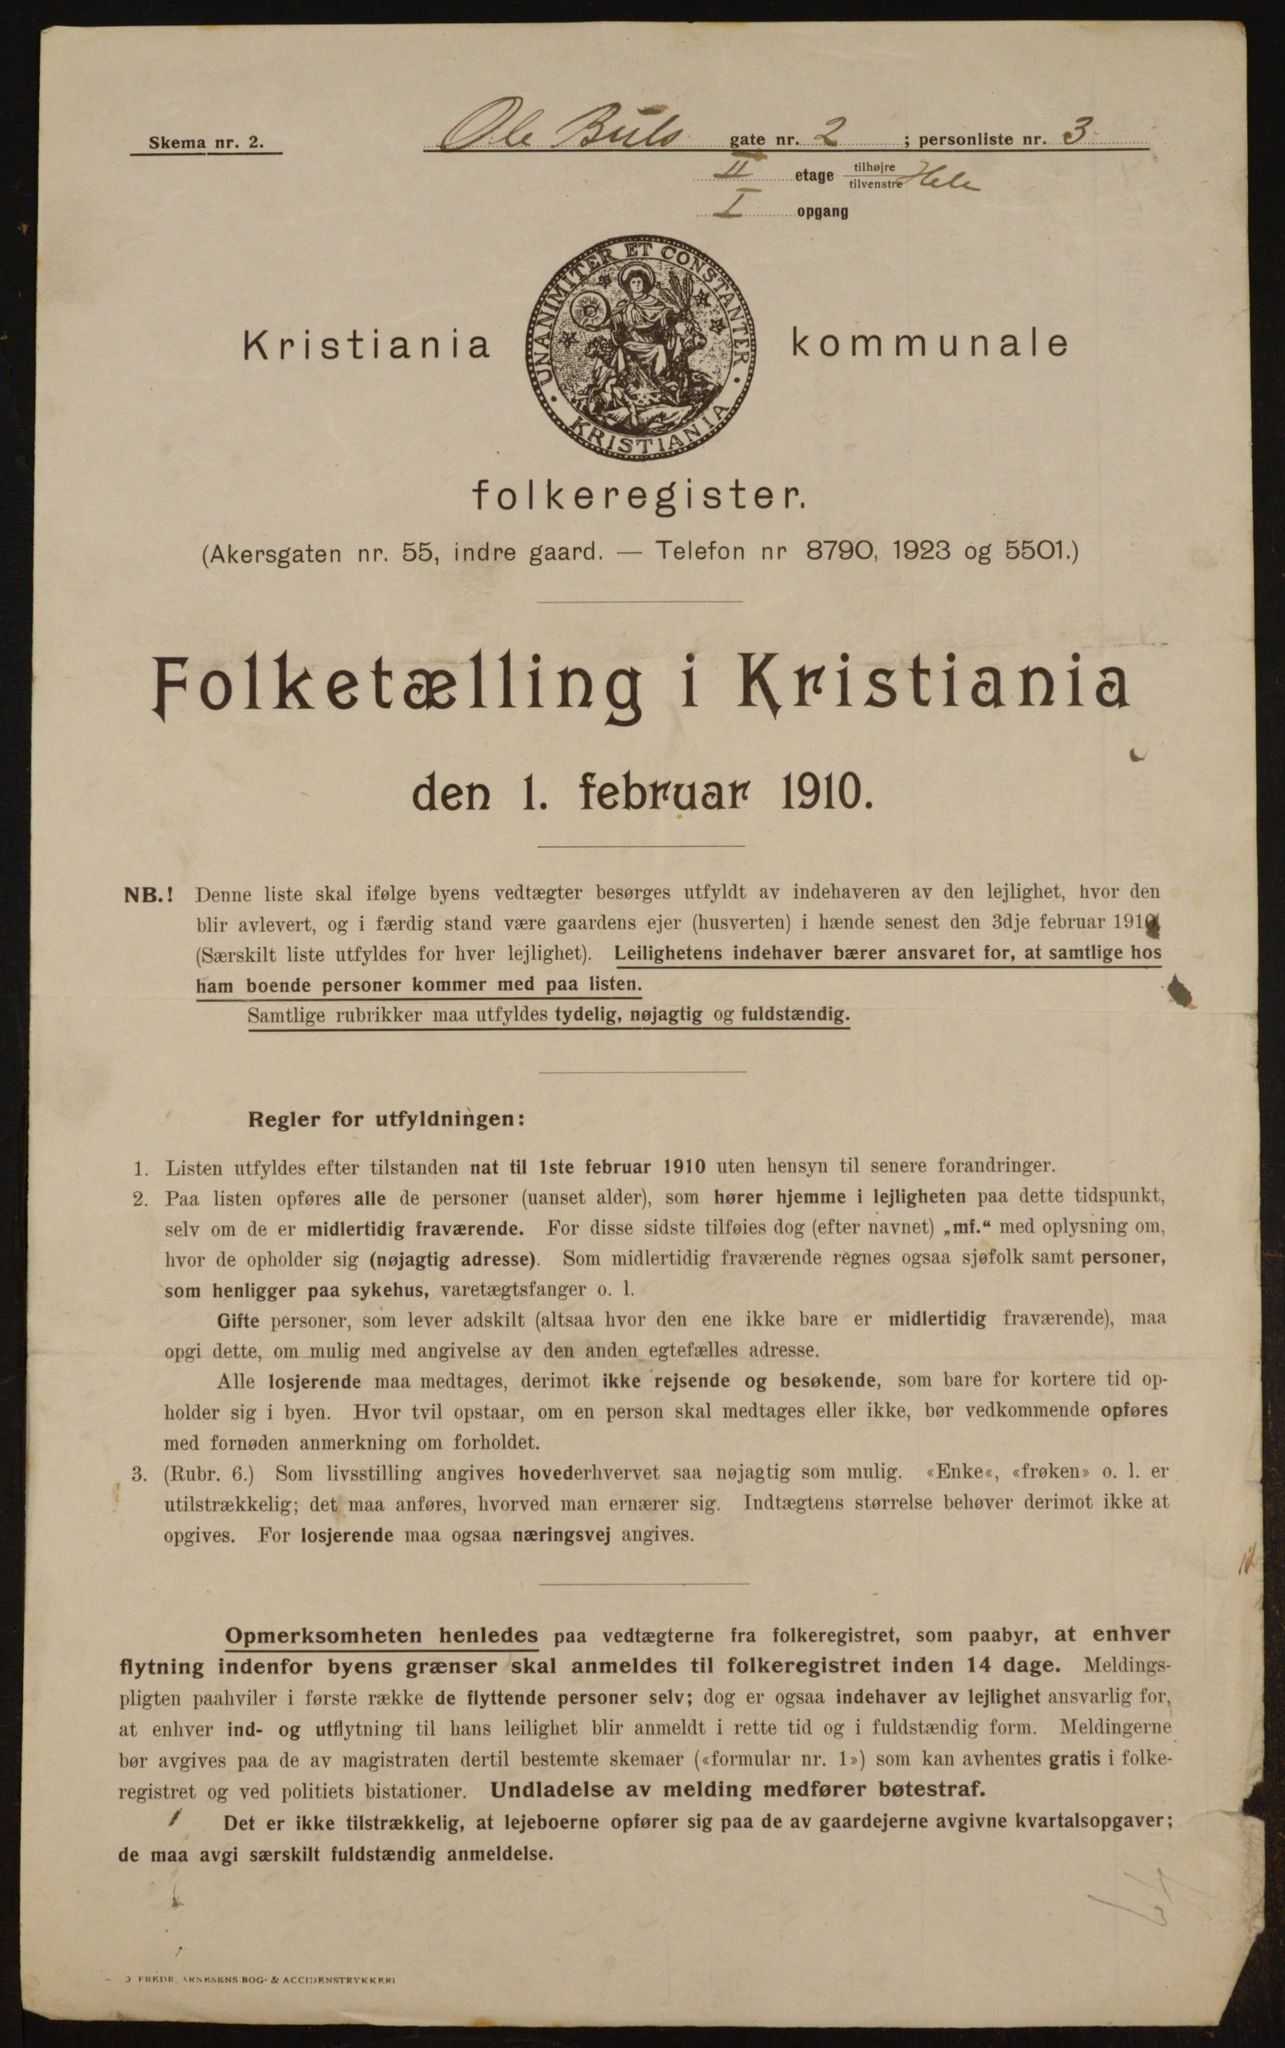 Skema nr. 2.
Ole Buls gate nr. 2 ; personliste nr. 3
II etage tilhøjre
tilvenstre Hele
I opgang
UNANIMITER ET CONSTANTER
KRISTIANIA
Kristiania kommunale
folkeregister.
(Akersgaten nr. 55, indre gaard. — Telefon nr 8790, 1923 og 5501.)
Folketælling i Kristiania
den 1. februar 1910.
NB.! Denne liste skal ifølge byens vedtægter besørges utfyldt av indehaveren av den lejlighet, hvor den
blir avlevert, og i færdig stand være gaardens ejer (husverten) i hænde senest den 3dje februar 1910
(Særskilt liste utfyldes for hver lejlighet). Leilighetens indehaver bærer ansvaret for, at samtlige hos
ham boende personer kommer med paa listen.
Samtlige rubrikker maa utfyldes tydelig, nøjagtig og fuldstændig.
Regler for utfyldningen:
1. Listen utfyldes efter tilstanden nat til 1ste februar 1910 uten hensyn til senere forandringer.
2. Paa listen opføres alle de personer (uanset alder), som hører hjemme i lejligheten paa dette tidspunkt,
selv om de er midlertidig fraværende. For disse sidste tilføies dog (efter navnet) „mf.“ med oplysning om,
hvor de opholder sig (nøjagtig adresse). Som midlertidig fraværende regnes ogsaa sjøfolk samt personer,
som henligger paa sykehus, varetægtsfanger o. l.
Gifte personer, som lever adskilt (altsaa hvor den ene ikke bare er midlertidig fraværende), maa
opgi dette, om mulig med angivelse av den anden egtefælles adresse.
Alle losjerende maa medtages, derimot ikke rejsende og besøkende, som bare for kortere tid op-
holder sig i byen. Hvor tvil opstaar, om en person skal medtages eller ikke, bør vedkommende opføres
med fornøden anmerkning om forholdet.
3. (Rubr. 6.) Som livsstilling angives hovederhvervet saa nøjagtig som mulig. «Enke«, «frøken» o. l. er
utilstrækkelig; det maa anføres, hvorved man ernærer sig. Indtægtens størrelse behøver derimot ikke at
opgives. For losjerende maa ogsaa næringsvej angives.
Opmerksomheten henledes paa vedtægterne fra folkeregistret, som paabyr, at enhver
flytning indenfor byens grænser skal anmeldes til folkeregistret inden 14 dage. Meldings-
pligten paahviler i første række de flyttende personer selv; dog er ogsaa indehaver av lejlighet ansvarlig for,
at enhver ind- og utflytning til hans leilighet blir anmeldt i rette tid og i fuldstændig form. Meldingerne
bør avgives paa de av magistraten dertil bestemte skemaer («formular nr. 1») som kan avhentes gratis i folke-
registret og ved politiets bistationer. Undladelse av melding medfører bøtestraf.
Det er ikke tilstrækkelig, at lejeboerne opfører sig paa de av gaardejerne avgivne kvartalsopgaver;
de maa avgi særskilt fuldstændig anmeldelse.
FREDR. ARNESENS BOG- & ACCIDENSTRYKKERI